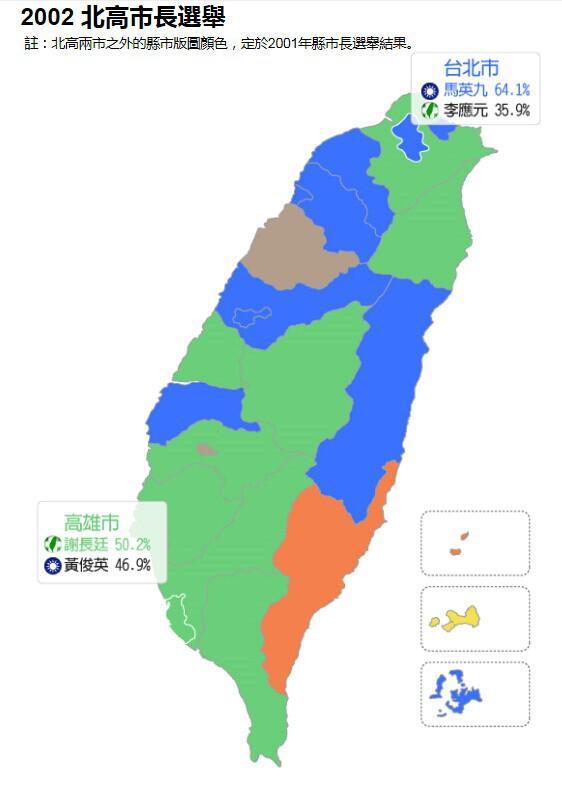 2002 北高市長選舉
註：北高兩市之外的縣市版圖顏色，定於2001年縣市長選舉結果。
台北市
馬英九 64.1%
李應元 35.9%
高雄市
謝長廷 50.2%
黃俊英 46.9%